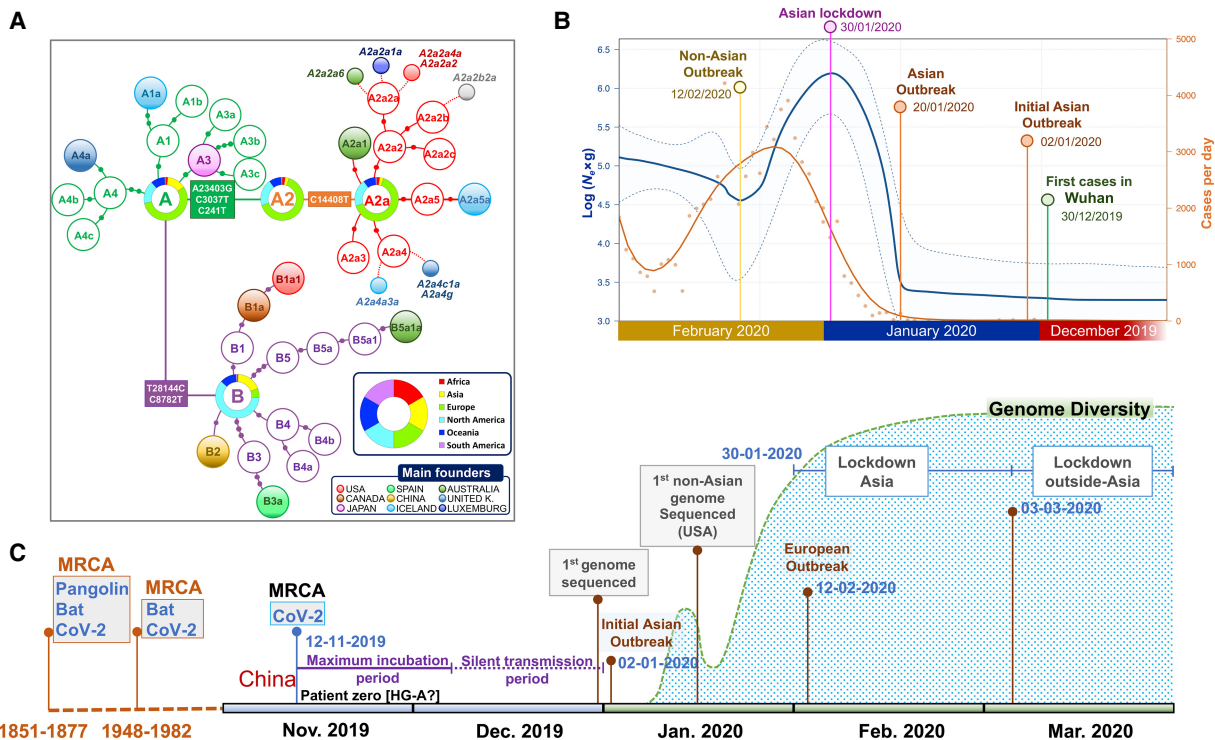 A
A2a2a1a
A2a2a4a
A2a2a2
A2a2a6
A2a2b2a
A1a
A1b
A2a2a
A3a
A2a2b
A1
A3b
A2a1
A2a2
A2a2c
A4a
A3
A3c
A4
A23403G
C3037T
C241T
A4b
A
A2
C14408T
A2a
A2a5
A2a5a
A4c
A2a3
A2a4
A2a4c1a
A2a4g
A2a4a3a
B1a1
B1a
B5a1a
B1
B5
B5a
B5a1
T28144C
C8782T
B
B4
B4b
B2
B3
B4a
B3a
Africa
Asia
Europe
North America
Oceania
South America
Main founders
USA
SPAIN
AUSTRALIA
CANADA
CHINA
UNITED K.
JAPAN
ICELAND
LUXEMBURG
B
Asian lockdown
30/01/2020
Non-Asian
Outbreak
12/02/2020
Asian
Outbreak
20/01/2020
Initial Asian
Outbreak
02/01/2020
First cases in
Wuhan
30/12/2019
Log (Ne×g)
6.5
6.0
5.5
5.0
4.5
4.0
3.5
3.0
Cases per day
5000
4000
3000
2000
1000
0
February 2020
January 2020
December 2019
C
Genome Diversity
30-01-2020
Lockdown
Asia
Lockdown
outside-Asia
03-03-2020
1st non-Asian
genome
Sequenced
(USA)
1st genome
sequenced
European
Outbreak
12-02-2020
Initial Asian
Outbreak
02-01-2020
MRCA
Pangolin
Bat
CoV-2
MRCA
Bat
CoV-2
MRCA
CoV-2
12-11-2019
Maximum incubation
period
Silent transmission
period
China
Patient zero [HG-A?]
1851-1877
1948-1982
Nov. 2019
Dec. 2019
Jan. 2020
Feb. 2020
Mar. 2020